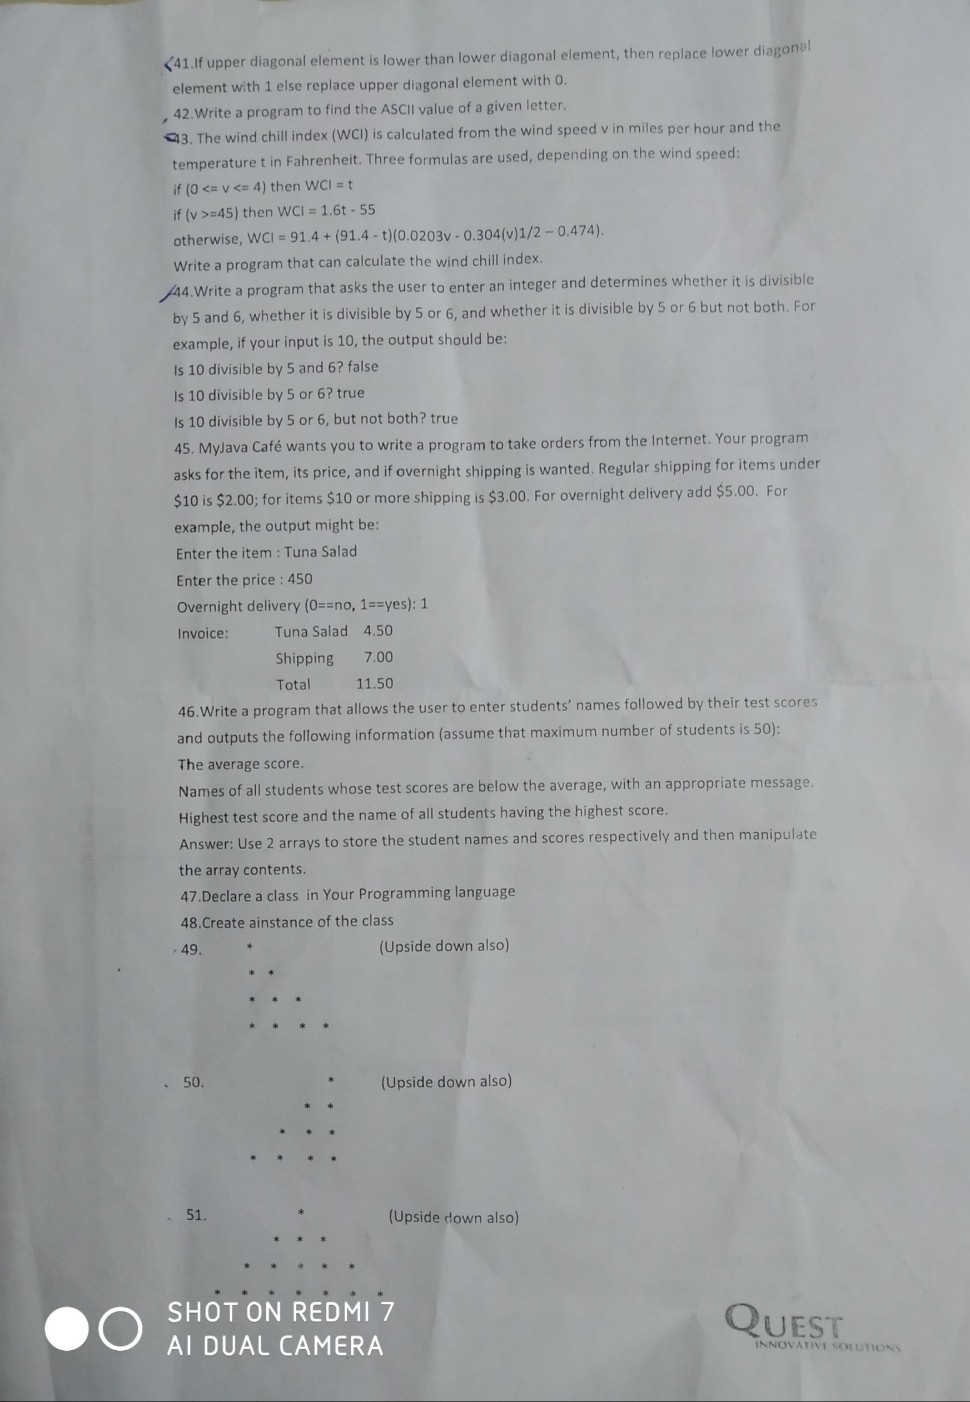 41.If upper diagonal element is lower than lower diagonal element, then replace lower diagonal
element with 1 else replace upper diagonal element with 0.
42.Write a program to find the ASCII value of a given letter.
43. The wind chill index (WCI) is calculated from the wind speed v in miles per hour and the
temperature t in Fahrenheit. Three formulas are used, depending on the wind speed:
if (0 <= v <= 4) then WCI = t
if (v >=45) then WCI = 1.6t - 55
otherwise, WCI = 91.4 + (91.4 - t)(0.0203v - 0.304(v)1/2 – 0.474).
Write a program that can calculate the wind chill index.
44.Write a program that asks the user to enter an integer and determines whether it is divisible
by 5 and 6, whether it is divisible by 5 or 6, and whether it is divisible by 5 or 6 but not both. For
example, if your input is 10, the output should be:
Is 10 divisible by 5 and 6? false
Is 10 divisible by 5 or 6? true
Is 10 divisible by 5 or 6, but not both? true
45. MyJava Café wants you to write a program to take orders from the Internet. Your program
asks for the item, its price, and if overnight shipping is wanted. Regular shipping for items under
$10 is $2.00; for items $10 or more shipping is $3.00. For overnight delivery add $5.00. For
example, the output might be:
Enter the item : Tuna Salad
Enter the price : 450
Overnight delivery (0==no, 1==yes): 1
Invoice: Tuna Salad 4.50
Shipping 7.00
Total 11.50
46.Write a program that allows the user to enter students' names followed by their test scores
and outputs the following information (assume that maximum number of students is 50):
The average score.
Names of all students whose test scores are below the average, with an appropriate message.
Highest test score and the name of all students having the highest score.
Answer: Use 2 arrays to store the student names and scores respectively and then manipulate
the array contents.
47.Declare a class in Your Programming language
48.Create ainstance of the class
49. * (Upside down also)
* *
* * *
* * * *
50. * (Upside down also)
* *
* * *
* * * *
51. * (Upside down also)
* * *
* * * * *
* * * * * * *
SHOT ON REDMI 7
AI DUAL CAMERA
QUEST
INNOVATIVE SOLUTIONS